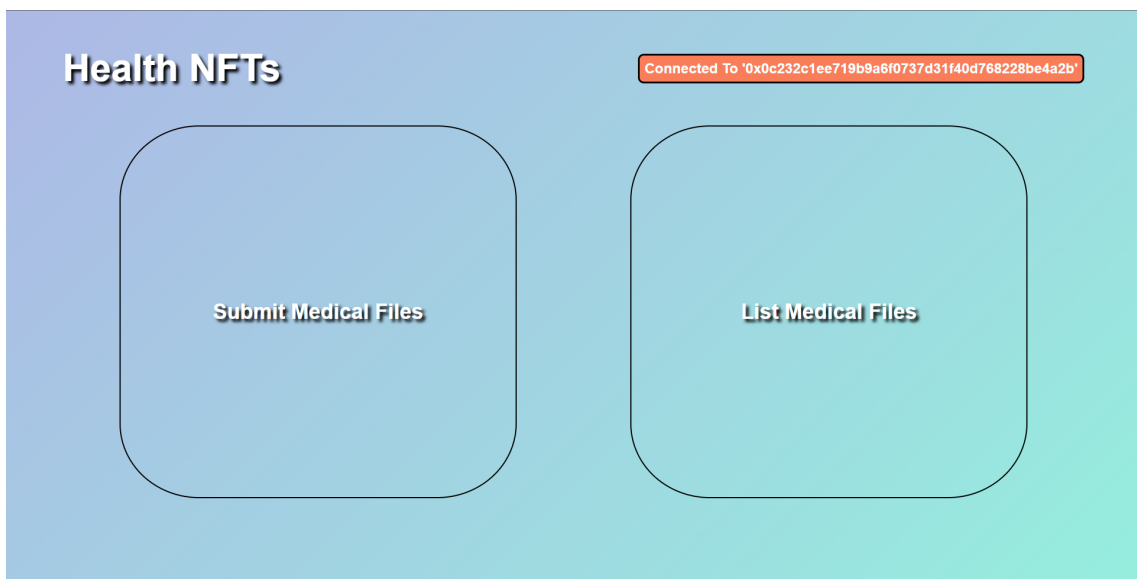 Health NFTs
Connected To '0x0c232c1ee719b9a6f0737d31f40d768228be4a2b'
Submit Medical Files
List Medical Files